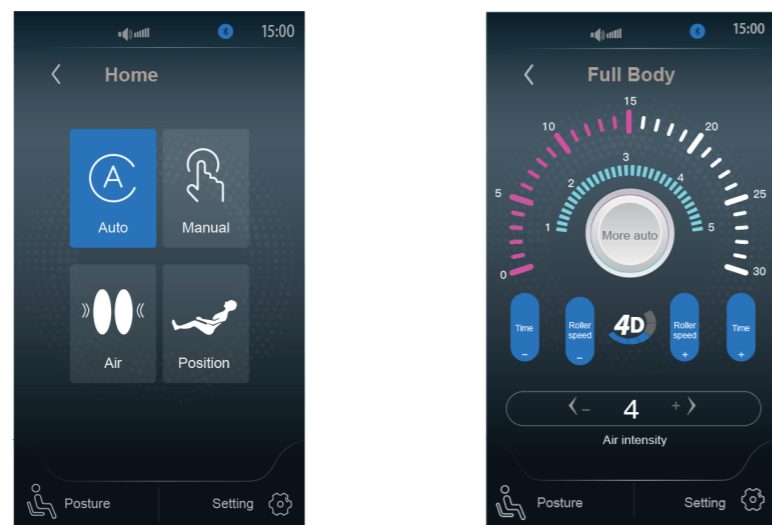 15:00
Home
A
Auto
Manual
Air
Position
Posture
Setting
15:00
Full Body
15
10
20
5
25
0
30
3
2
4
1
5
More auto
Time
−
Roller
speed
−
4D
Roller
speed
+
Time
+
− 4 +
Air intensity
Posture
Setting